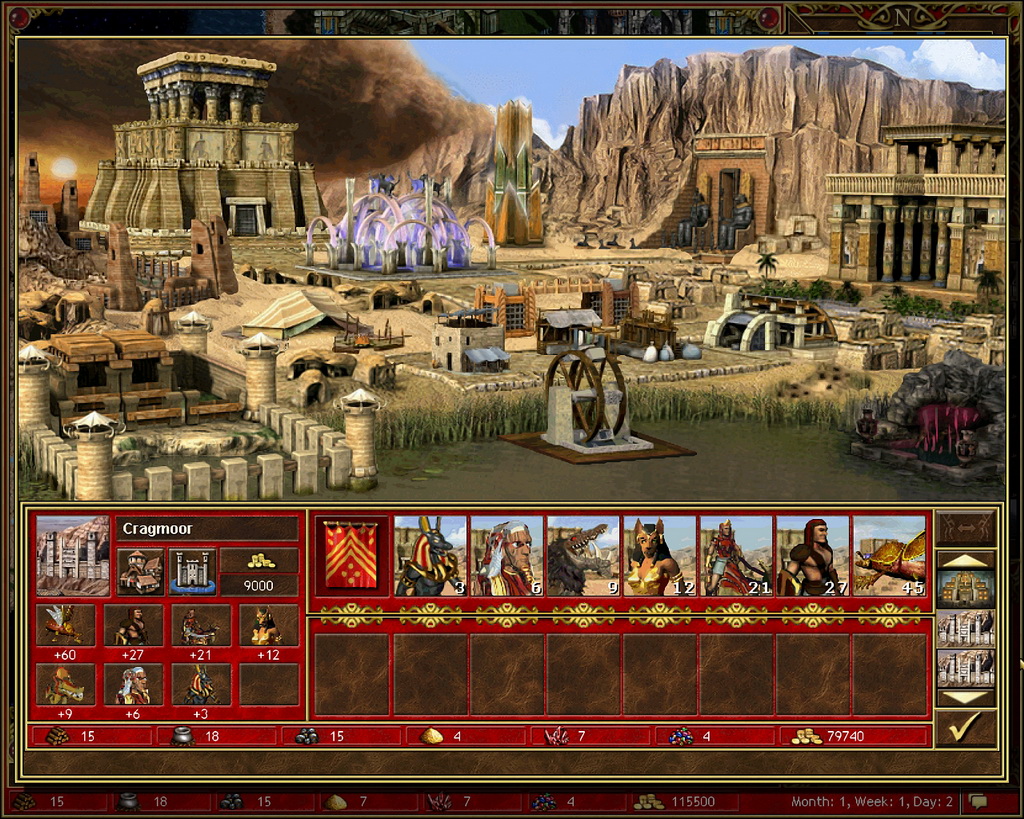 N
Cragmoor
9000
3 6 9 12 21 27 45
+60 +27 +21 +12
+9 +6 +3
15 18 15 4 7 4 79740
15 18 15 7 7 4 115500 Month: 1, Week: 1, Day: 2